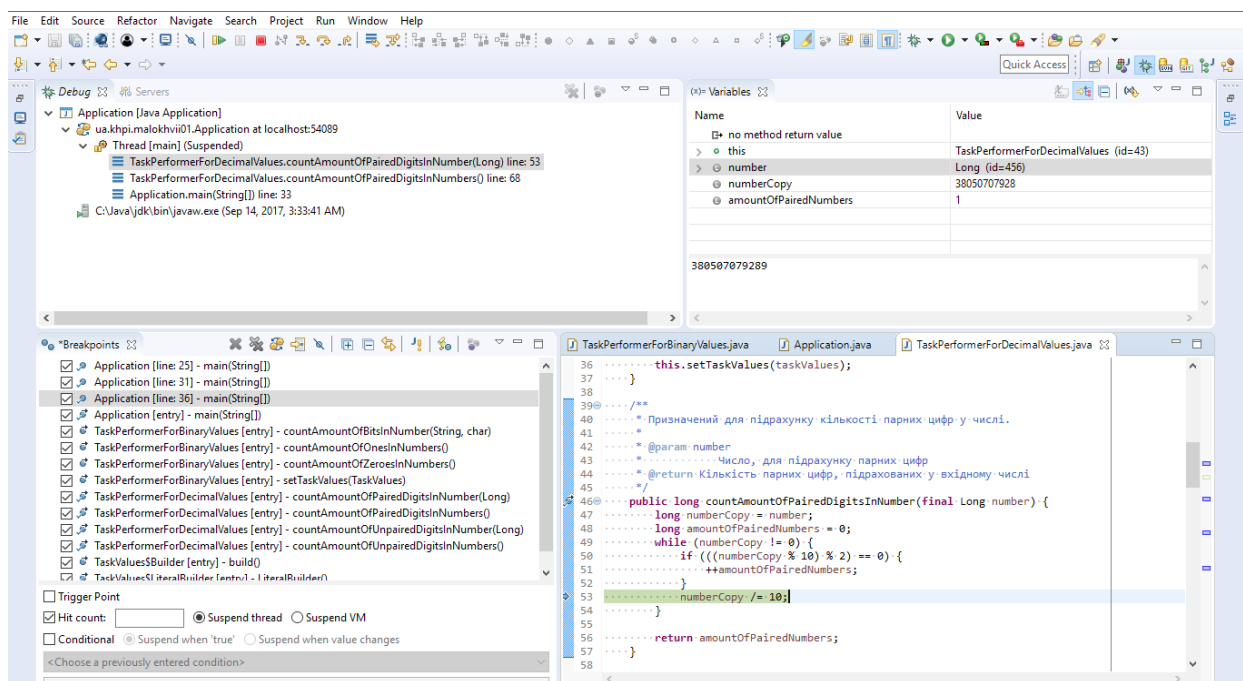 File Edit Source Refactor Navigate Search Project Run Window Help
Quick Access
Debug Servers
Application [Java Application]
ua.khpi.malokhvii01.Application at localhost:54089
Thread [main] (Suspended)
TaskPerformerForDecimalValues.countAmountOfPairedDigitsInNumber(Long) line: 53
TaskPerformerForDecimalValues.countAmountOfPairedDigitsInNumbers() line: 68
Application.main(String[]) line: 33
C:\Java\jdk\bin\javaw.exe (Sep 14, 2017, 3:33:41 AM)
(x)= Variables
Name Value
no method return value
this TaskPerformerForDecimalValues (id=43)
number Long (id=456)
numberCopy 38050707928
amountOfPairedNumbers 1
380507079289
*Breakpoints
Application [line: 25] - main(String[])
Application [line: 31] - main(String[])
Application [line: 36] - main(String[])
Application [entry] - main(String[])
TaskPerformerForBinaryValues [entry] - countAmountOfBitsInNumber(String, char)
TaskPerformerForBinaryValues [entry] - countAmountOfOnesInNumbers()
TaskPerformerForBinaryValues [entry] - countAmountOfZeroesInNumbers()
TaskPerformerForBinaryValues [entry] - setTaskValues(TaskValues)
TaskPerformerForDecimalValues [entry] - countAmountOfPairedDigitsInNumber(Long)
TaskPerformerForDecimalValues [entry] - countAmountOfPairedDigitsInNumbers()
TaskPerformerForDecimalValues [entry] - countAmountOfUnpairedDigitsInNumber(Long)
TaskPerformerForDecimalValues [entry] - countAmountOfUnpairedDigitsInNumbers()
TaskValues$Builder [entry] - build()
TaskValues$LiteralBuilder [entry] - LiteralBuilder()
Trigger Point
Hit count: Suspend thread Suspend VM
Conditional Suspend when 'true' Suspend when value changes
<Choose a previously entered condition>
TaskPerformerForBinaryValues.java Application.java TaskPerformerForDecimalValues.java
36 this.setTaskValues(taskValues);
37 }
38
39 /**
40 * Призначений для підрахунку кількості парних цифр у числі.
41 *
42 * @param number
43 * Число, для підрахунку парних цифр
44 * @return Кількість парних цифр, підрахованих у вхідному числі
45 */
46 public long countAmountOfPairedDigitsInNumber(final Long number) {
47 long numberCopy = number;
48 long amountOfPairedNumbers = 0;
49 while (numberCopy != 0) {
50 if (((numberCopy % 10) % 2) == 0) {
51 ++amountOfPairedNumbers;
52 }
53 numberCopy /= 10;
54 }
55
56 return amountOfPairedNumbers;
57 }
58